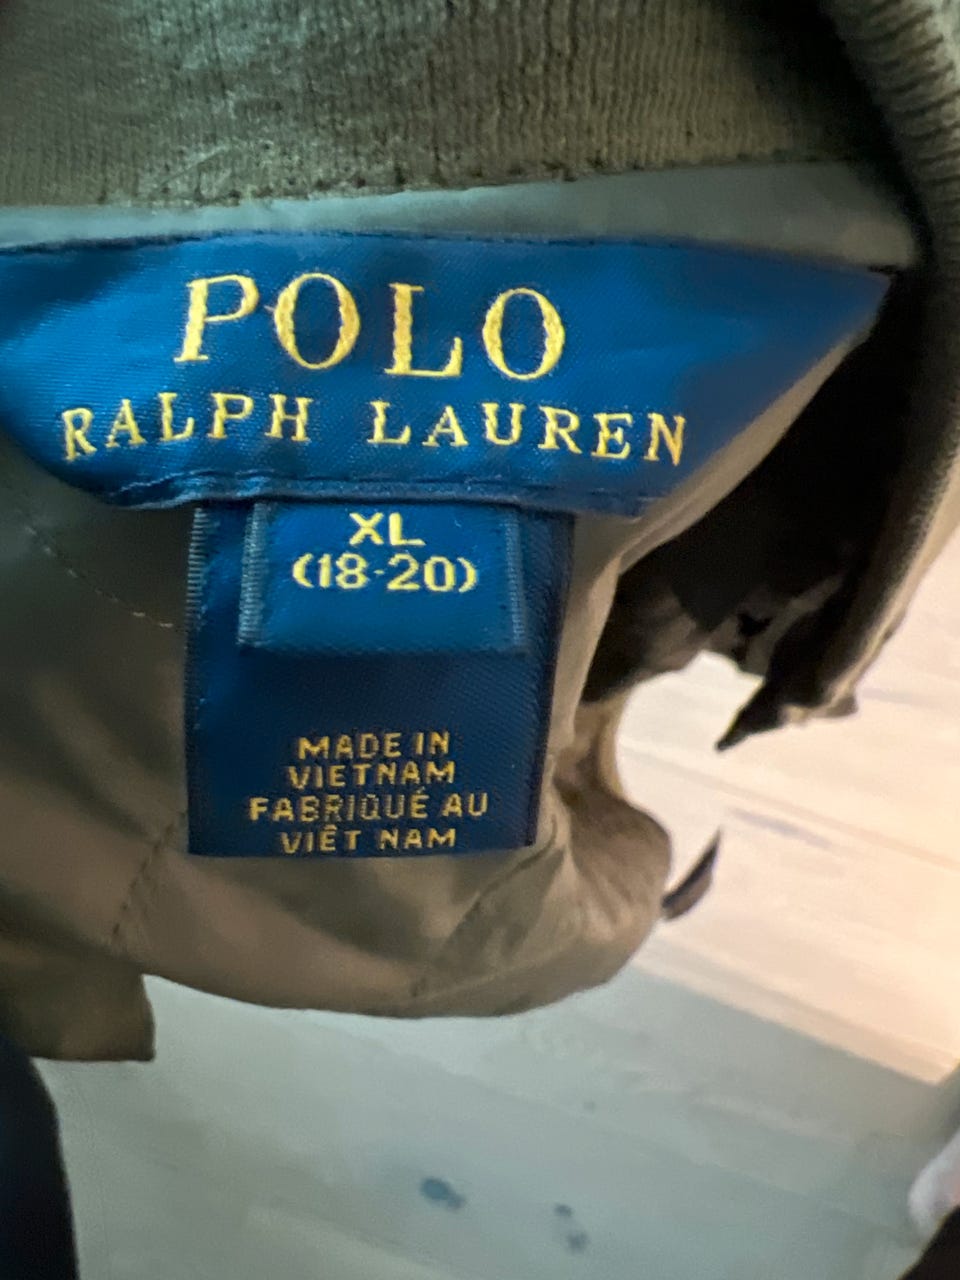 POLO
RALPH LAUREN
XL
(18-20)
MADE IN
VIETNAM
FABRIQUÉ AU
VIÊT NAM